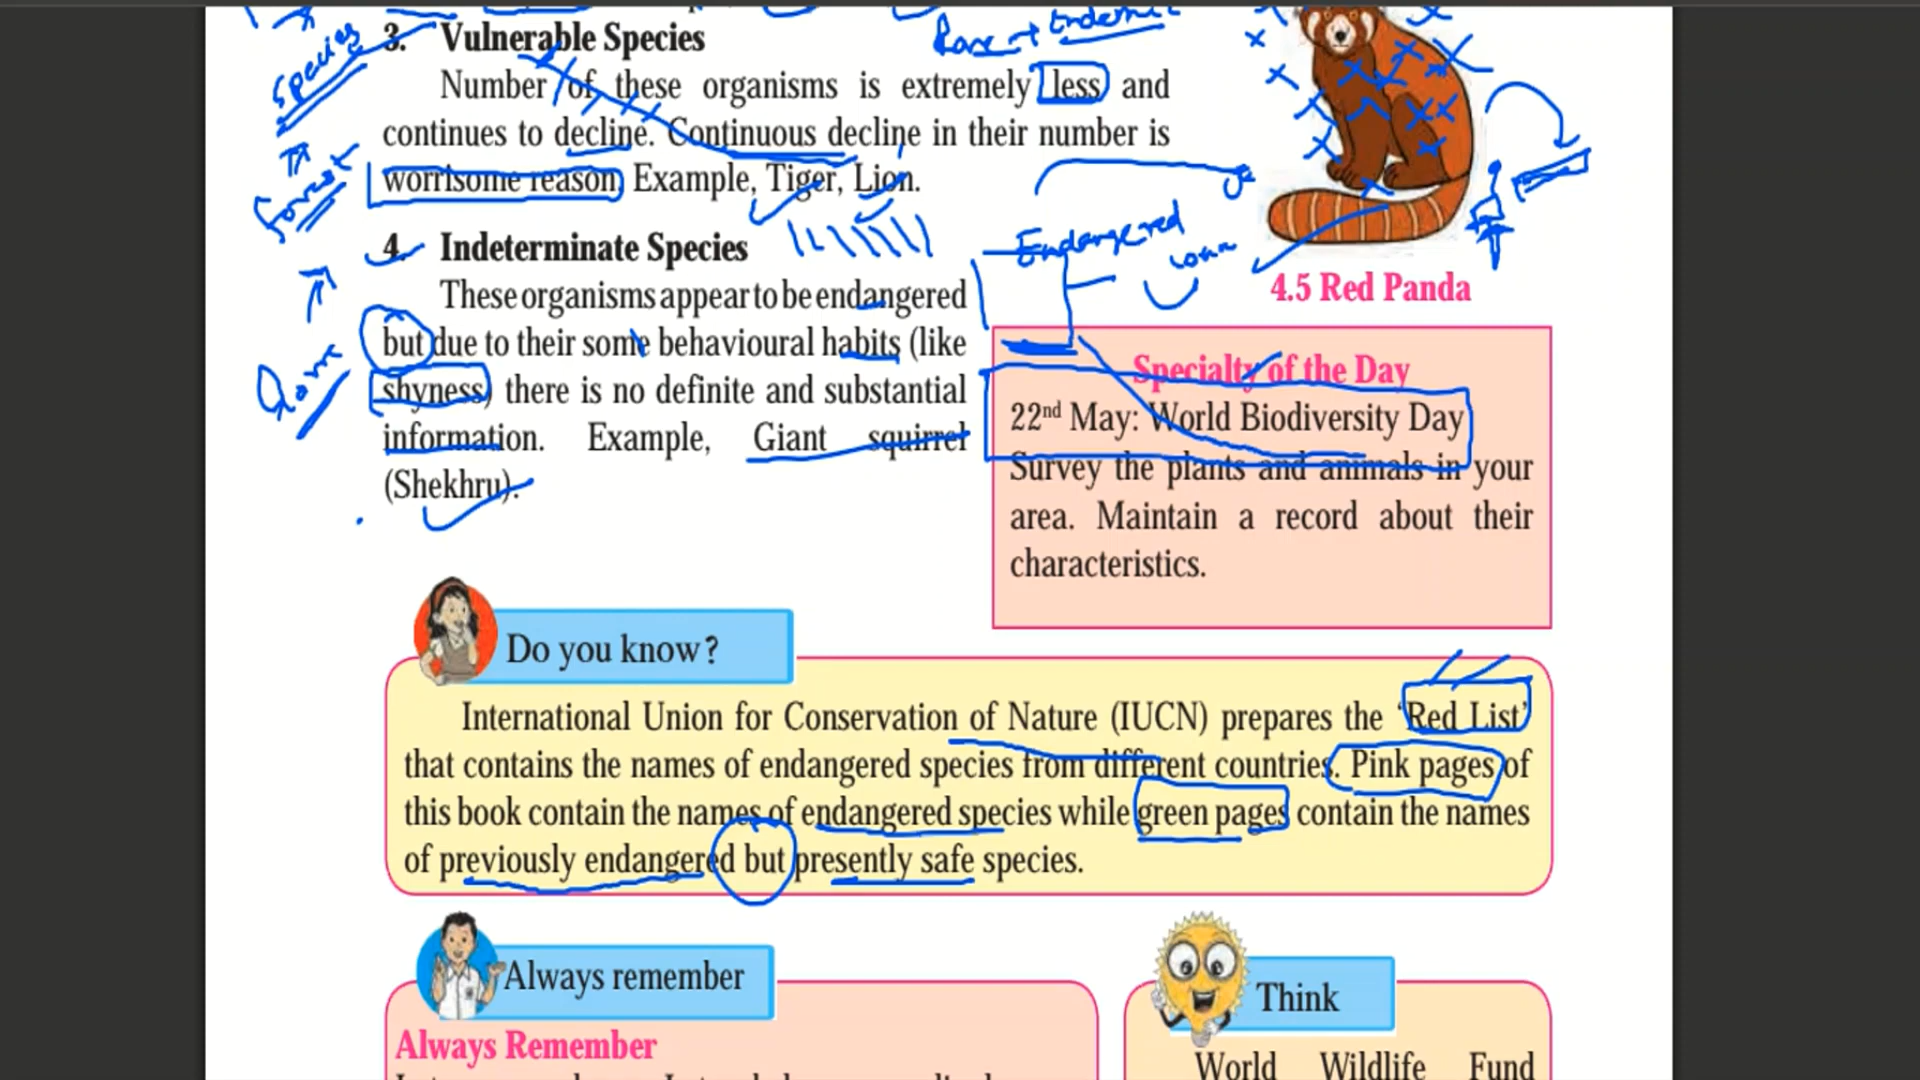 3. Vulnerable Species
Number of these organisms is extremely less and
continues to decline. Continuous decline in their number is
worrisome reason. Example, Tiger, Lion.
4. Indeterminate Species
These organisms appear to be endangered
but due to their some behavioural habits (like
shyness) there is no definite and substantial
information. Example, Giant squirrel
(Shekhru).
Species
Forest
Rare → Endemic
Endangered
4.5 Red Panda
Specialty of the Day
22nd May: World Biodiversity Day
Survey the plants and animals in your
area. Maintain a record about their
characteristics.
Do you know?
International Union for Conservation of Nature (IUCN) prepares the ‘Red List’
that contains the names of endangered species from different countries. Pink pages of
this book contain the names of endangered species while green pages contain the names
of previously endangered but presently safe species.
Always remember
Always Remember
Think
World Wildlife Fund